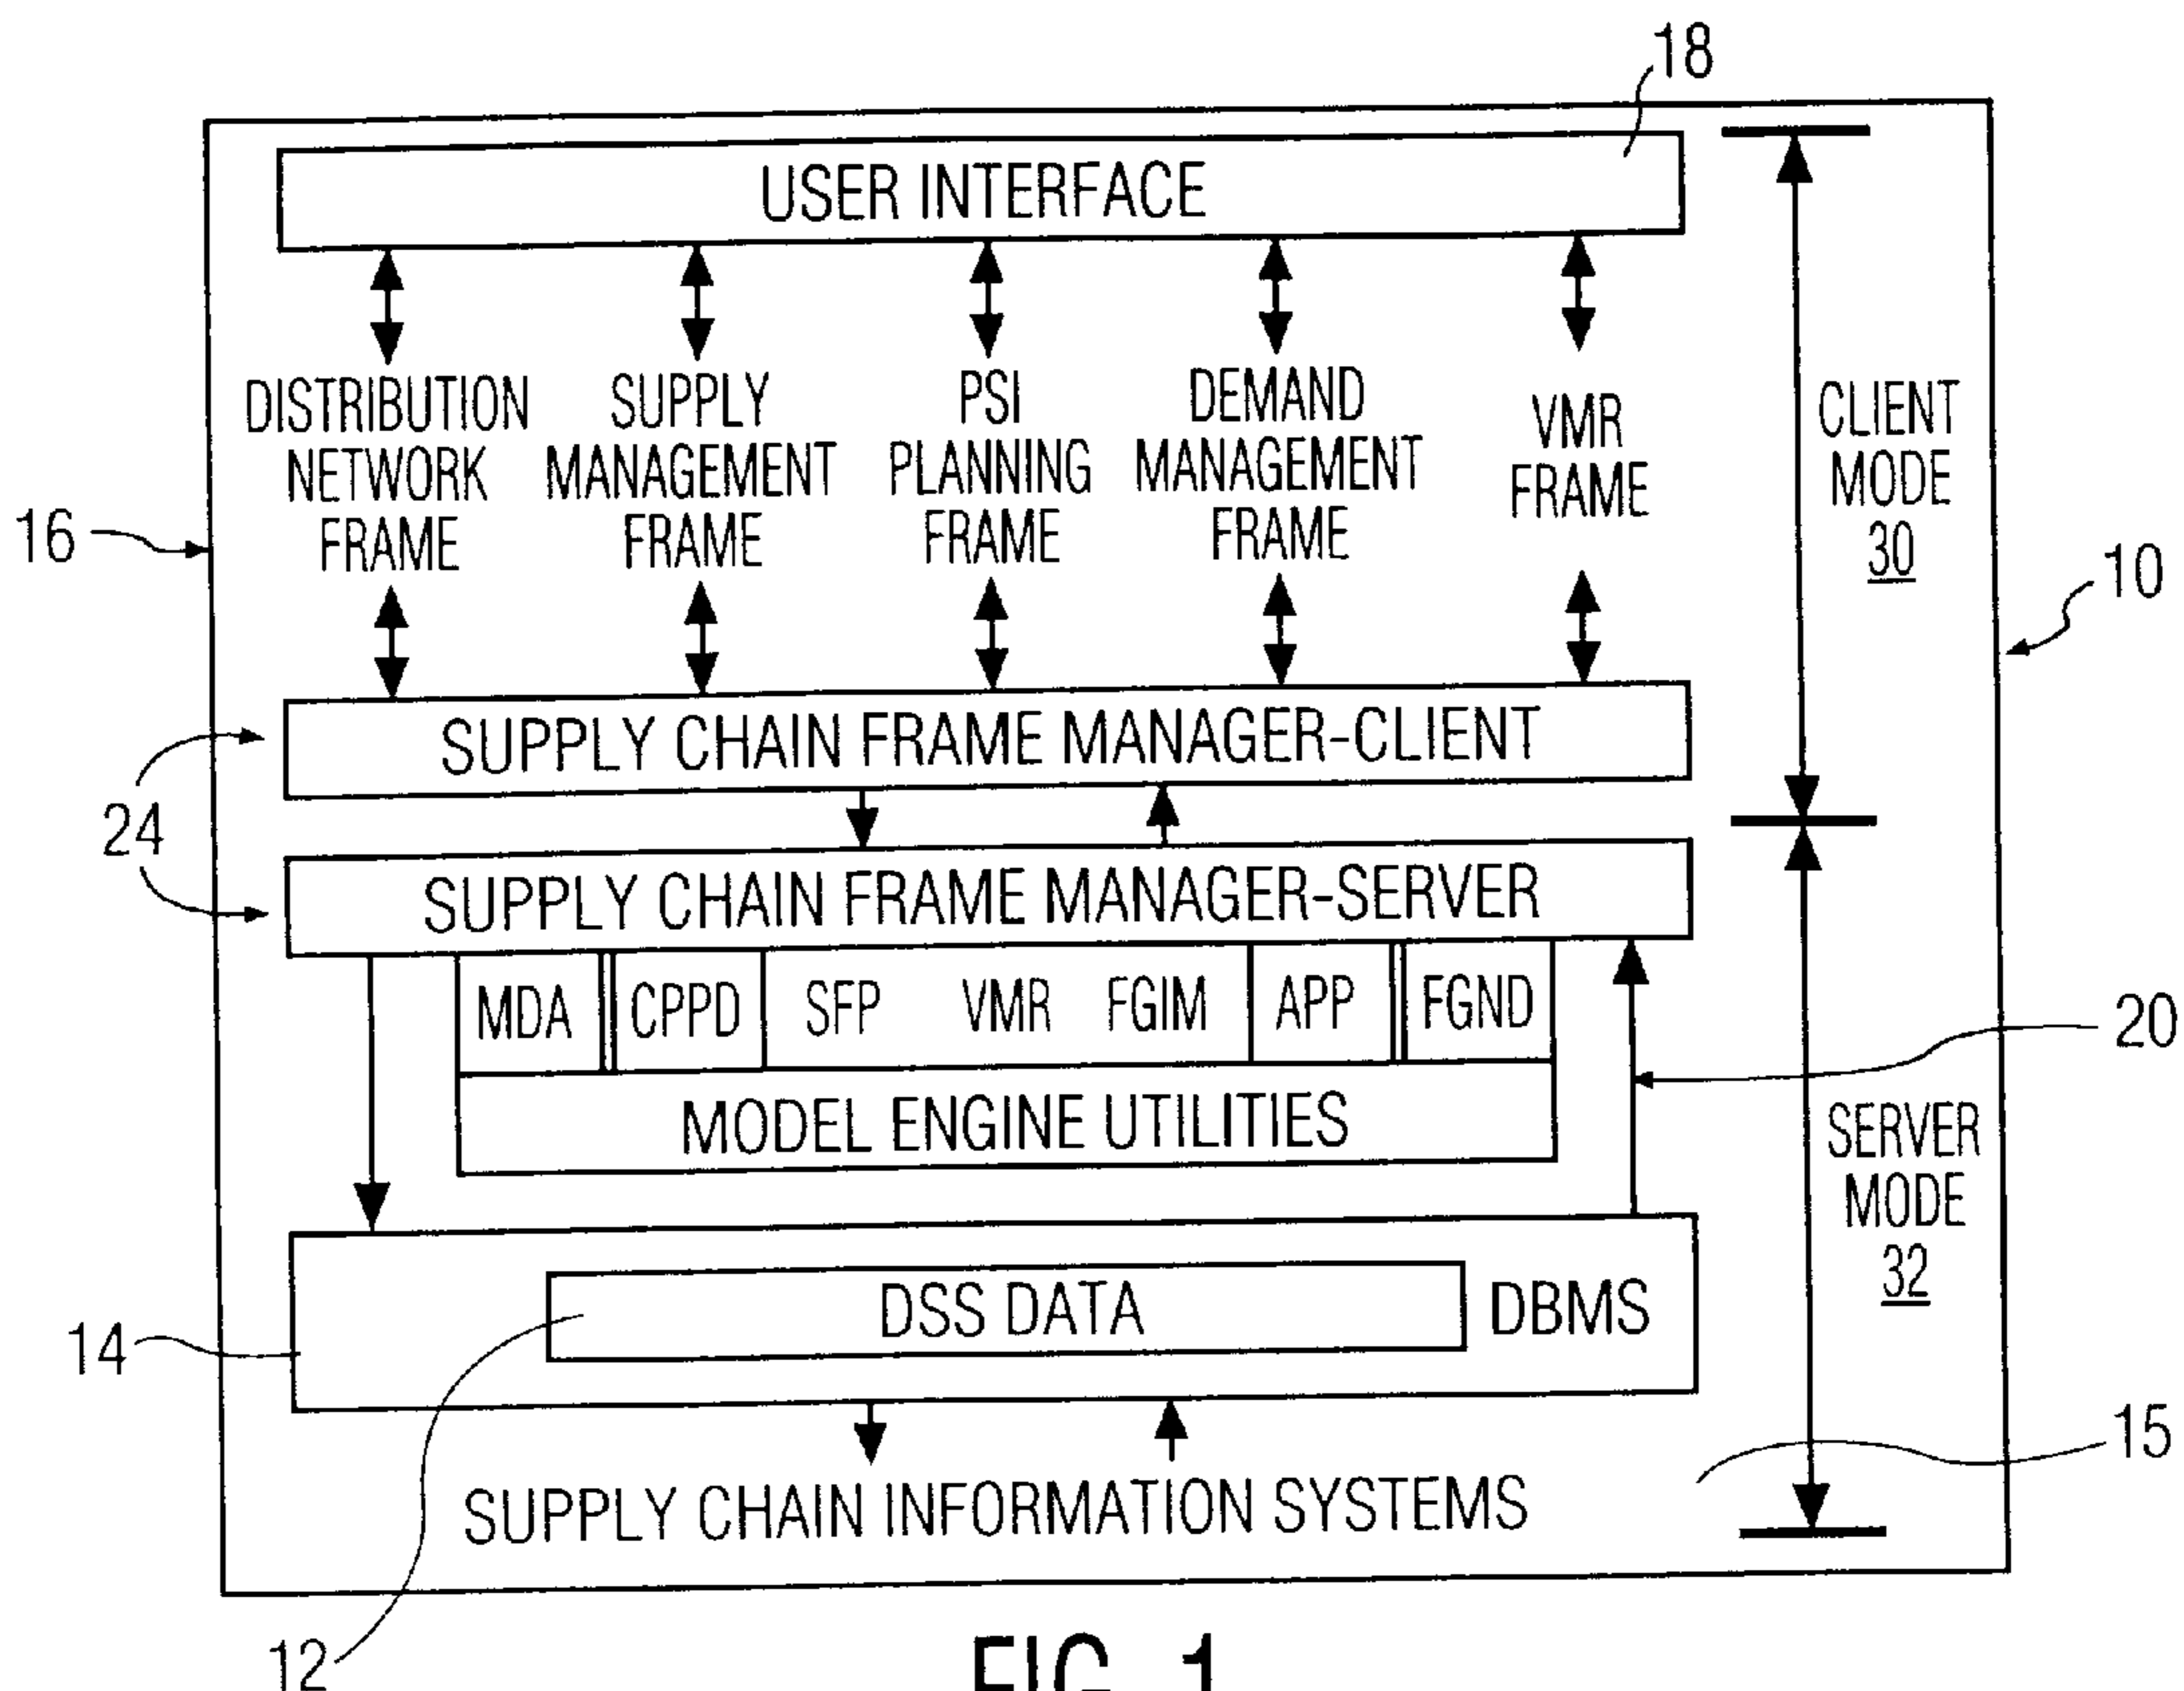 18
USER INTERFACE
DISTRIBUTION
NETWORK
FRAME
SUPPLY
MANAGEMENT
FRAME
PSI
PLANNING
FRAME
DEMAND
MANAGEMENT
FRAME
VMR
FRAME
CLIENT
MODE
30
16
10
SUPPLY CHAIN FRAME MANAGER-CLIENT
24
SUPPLY CHAIN FRAME MANAGER-SERVER
MDA CPPD SFP VMR FGIM APP FGND
20
MODEL ENGINE UTILITIES
SERVER
MODE
32
DSS DATA DBMS
14
15
SUPPLY CHAIN INFORMATION SYSTEMS
12
FIG. 1